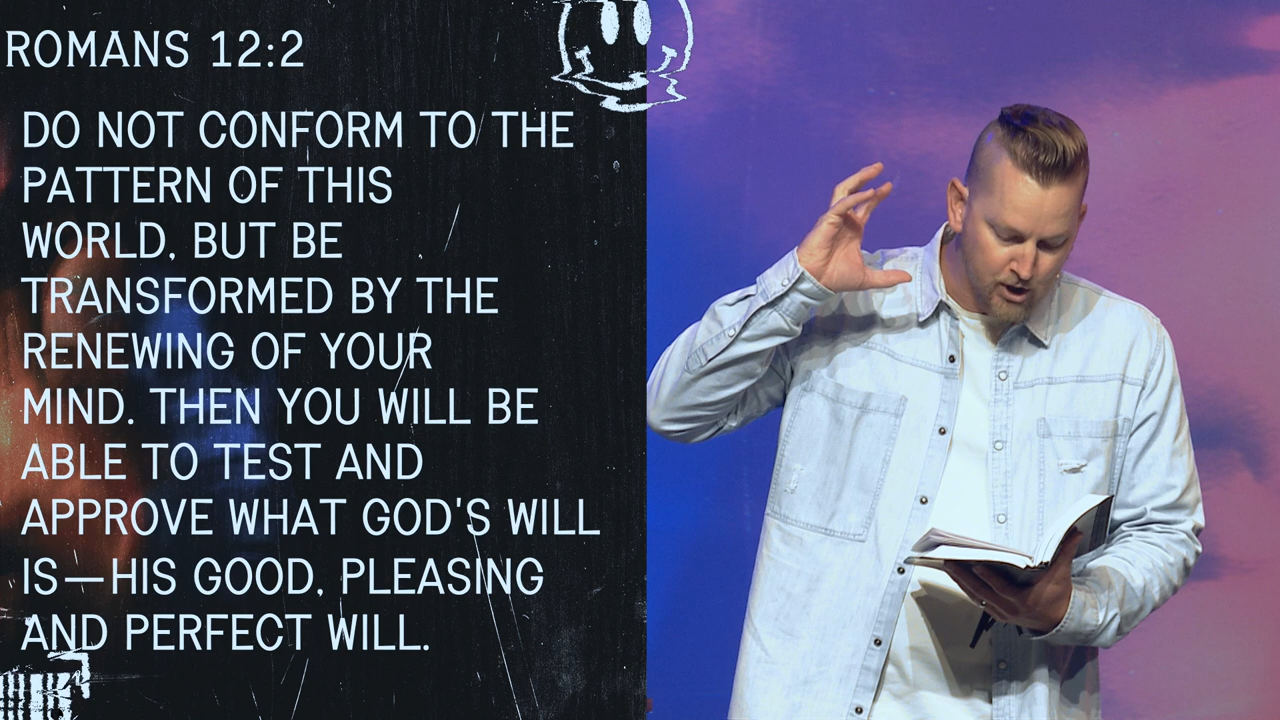 ROMANS 12:2
DO NOT CONFORM TO THE
PATTERN OF THIS
WORLD, BUT BE
TRANSFORMED BY THE
RENEWING OF YOUR
MIND. THEN YOU WILL BE
ABLE TO TEST AND
APPROVE WHAT GOD'S WILL
IS—HIS GOOD, PLEASING
AND PERFECT WILL.